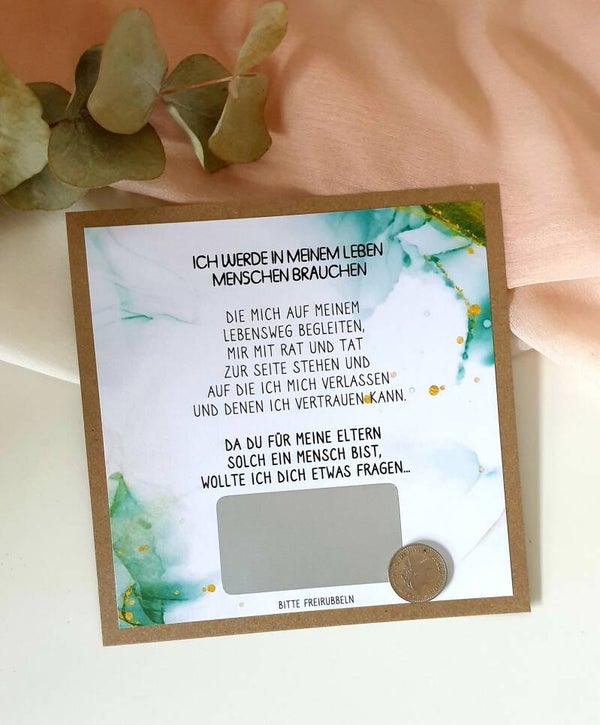 ICH WERDE IN MEINEM LEBEN
MENSCHEN BRAUCHEN
DIE MICH AUF MEINEM
LEBENSWEG BEGLEITEN,
MIR MIT RAT UND TAT
ZUR SEITE STEHEN UND
AUF DIE ICH MICH VERLASSEN
UND DENEN ICH VERTRAUEN KANN.
DA DU FÜR MEINE ELTERN
SOLCH EIN MENSCH BIST,
WOLLTE ICH DICH ETWAS FRAGEN...
BITTE FREIRUBBELN